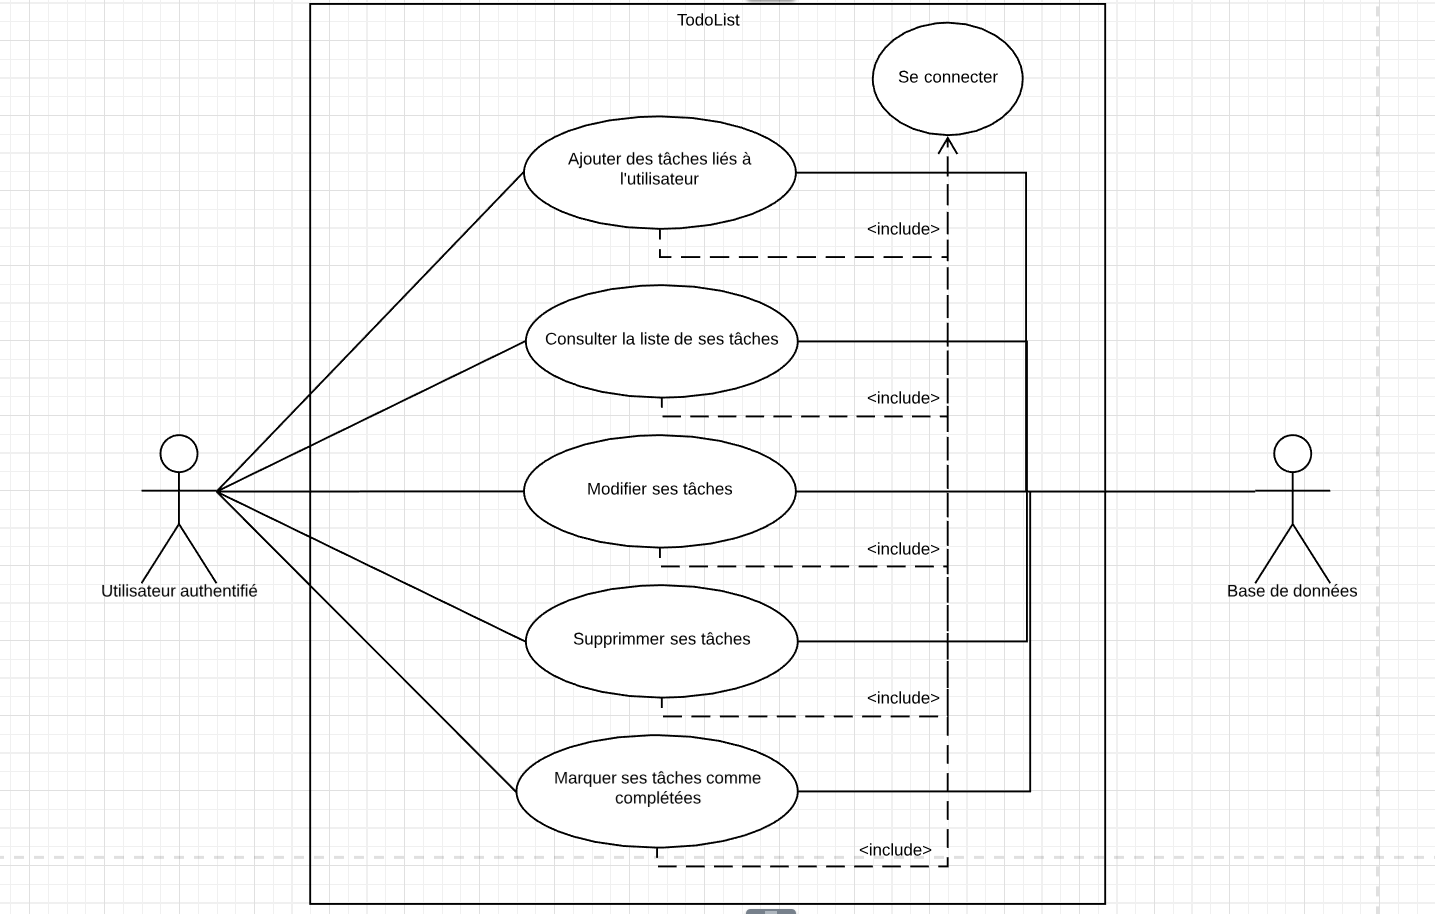 TodoList
Se connecter
Ajouter des tâches liés à
l'utilisateur
<include>
Consulter la liste de ses tâches
<include>
Modifier ses tâches
<include>
Utilisateur authentifié
Base de données
Supprimmer ses tâches
<include>
Marquer ses tâches comme
complétées
<include>